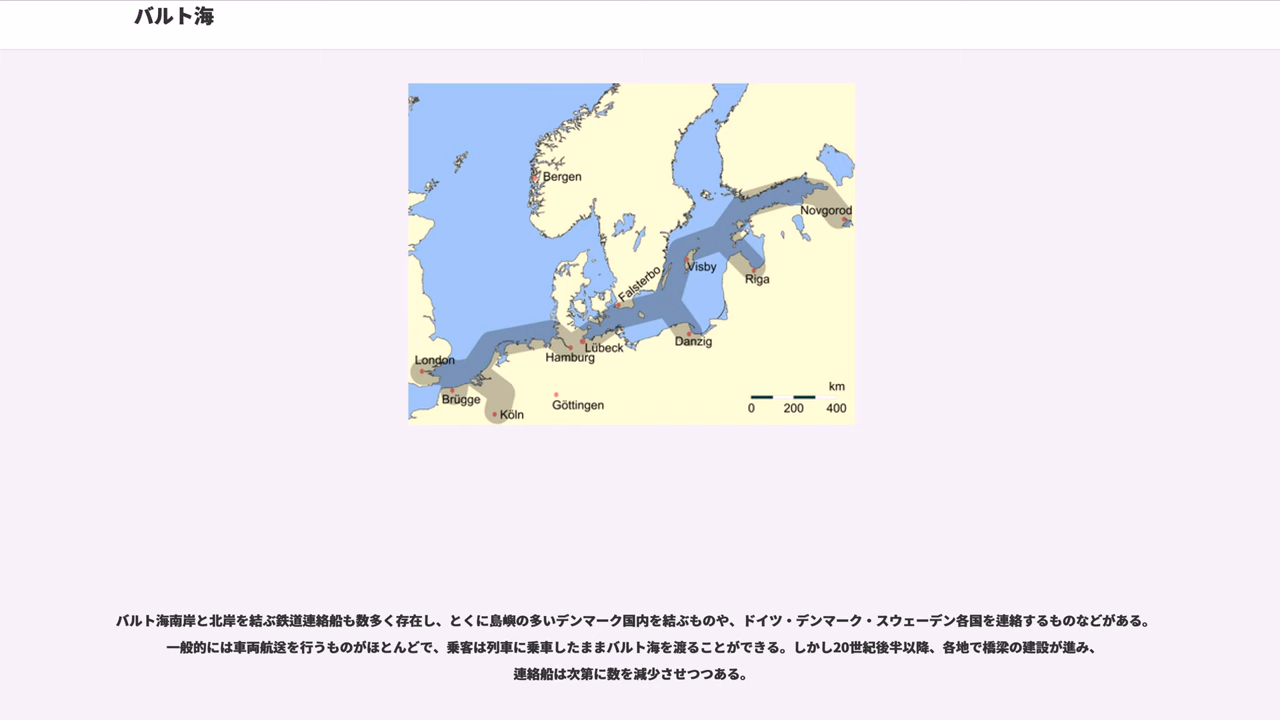 バルト海
Bergen
Novgorod
Visby
Riga
Falsterbo
Danzig
Lübeck
Hamburg
London
Brügge
Köln
Göttingen
km
0 200 400
バルト海南岸と北岸を結ぶ鉄道連絡船も数多く存在し、とくに島嶼の多いデンマーク国内を結ぶものや、ドイツ・デンマーク・スウェーデン各国を連絡するものなどがある。
一般的には車両航送を行うものがほとんどで、乗客は列車に乗車したままバルト海を渡ることができる。しかし20世紀後半以降、各地で橋梁の建設が進み、
連絡船は次第に数を減少させつつある。